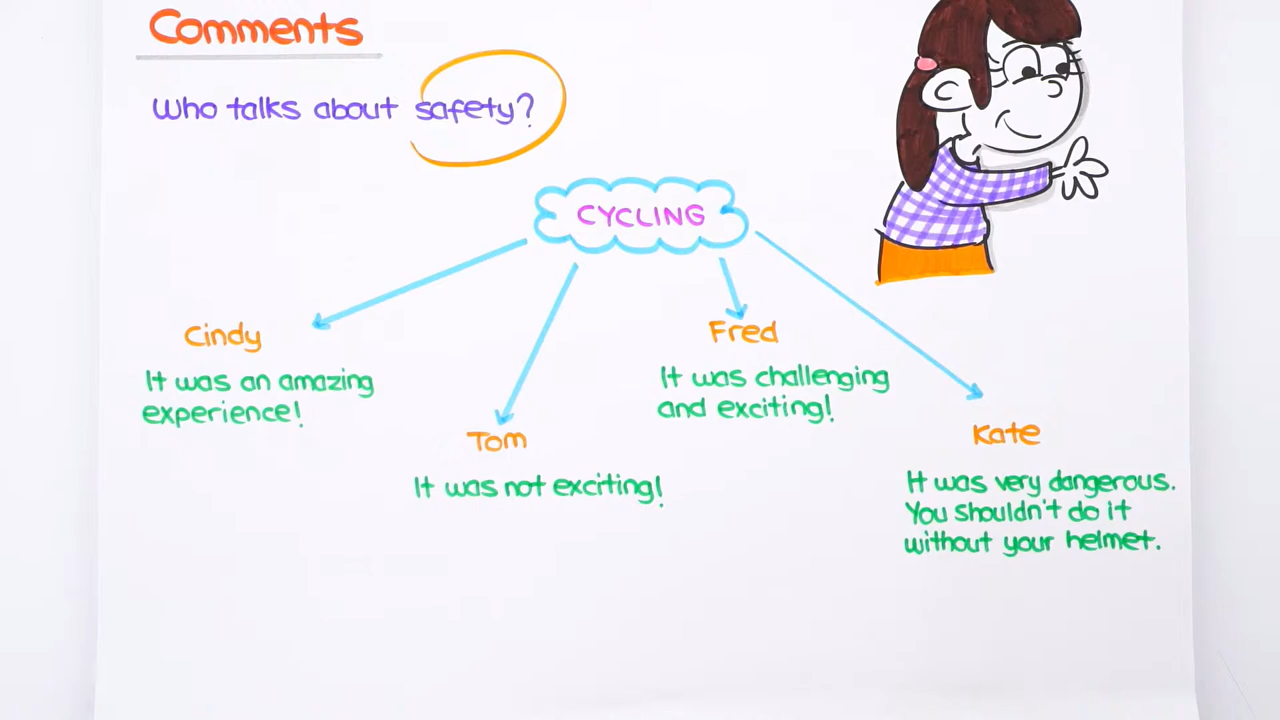 Comments
Who talks about safety?
CYCLING
Cindy
It was an amazing
experience!
Tom
It was not exciting!
Fred
It was challenging
and exciting!
Kate
It was very dangerous.
You shouldn't do it
without your helmet.